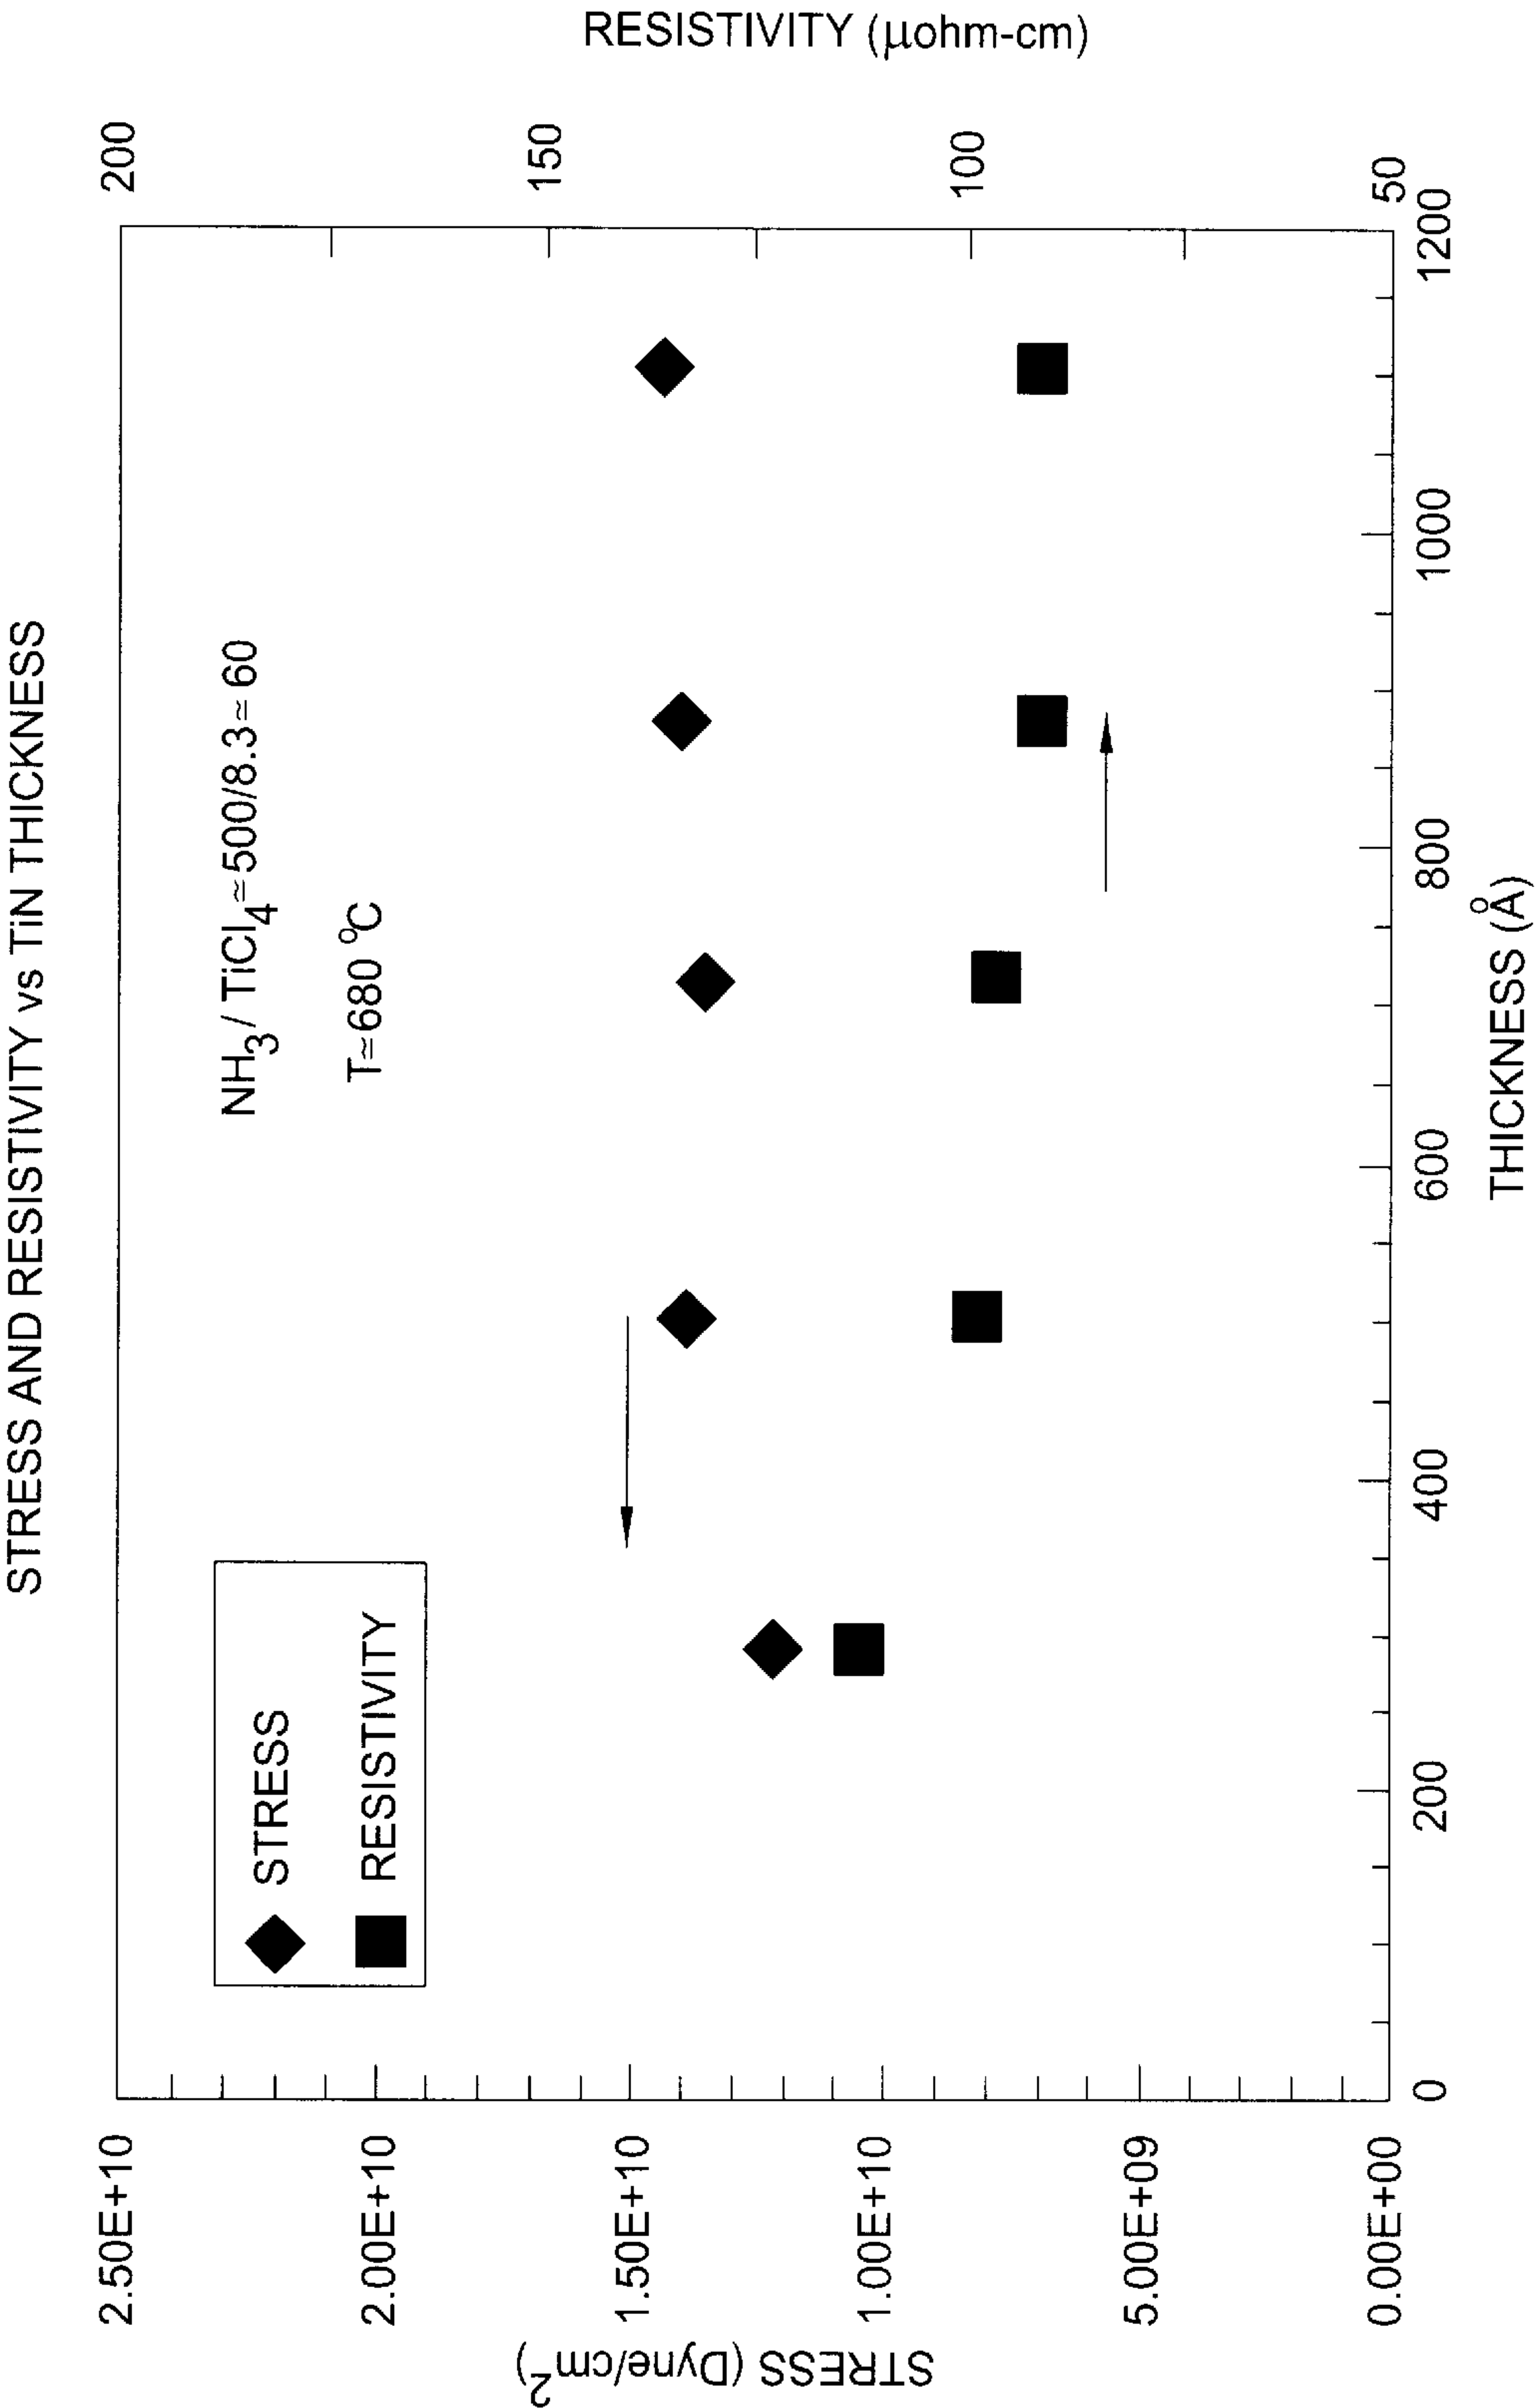 STRESS AND RESISTIVITY vs TiN THICKNESS
NH3 / TiCl4≈500/8.3≈60
T≈680 °C
STRESS
RESISTIVITY
STRESS (Dyne/cm2)
2.50E+10
2.00E+10
1.50E+10
1.00E+10
5.00E+09
0.00E+00
RESISTIVITY (μohm-cm)
200
150
100
50
0 200 400 600 800 1000 1200
THICKNESS (Å)